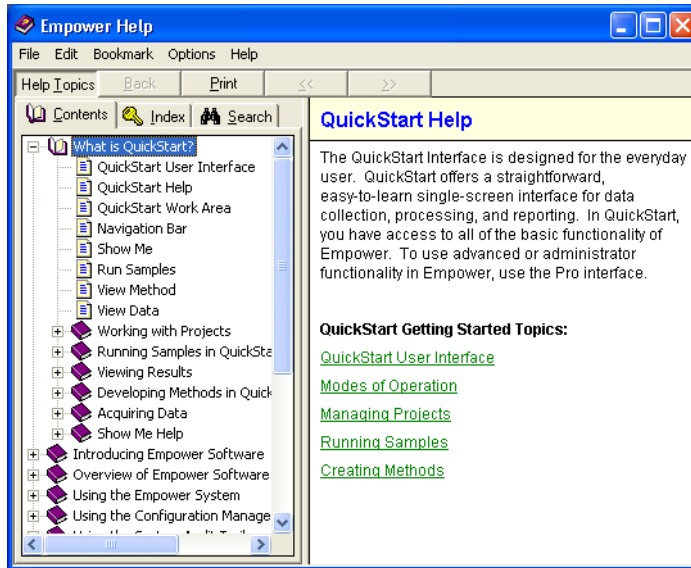 Empower Help
File Edit Bookmark Options Help
Help Topics Back Print << >>
Contents Index Search
What is QuickStart?
QuickStart User Interface
QuickStart Help
QuickStart Work Area
Navigation Bar
Show Me
Run Samples
View Method
View Data
Working with Projects
Running Samples in QuickSta
Viewing Results
Developing Methods in Quick
Acquiring Data
Show Me Help
Introducing Empower Software
Overview of Empower Software
Using the Empower System
Using the Configuration Manage
QuickStart Help
The QuickStart Interface is designed for the everyday
user. QuickStart offers a straightforward,
easy-to-learn single-screen interface for data
collection, processing, and reporting. In QuickStart,
you have access to all of the basic functionality of
Empower. To use advanced or administrator
functionality in Empower, use the Pro interface.
QuickStart Getting Started Topics:
QuickStart User Interface
Modes of Operation
Managing Projects
Running Samples
Creating Methods